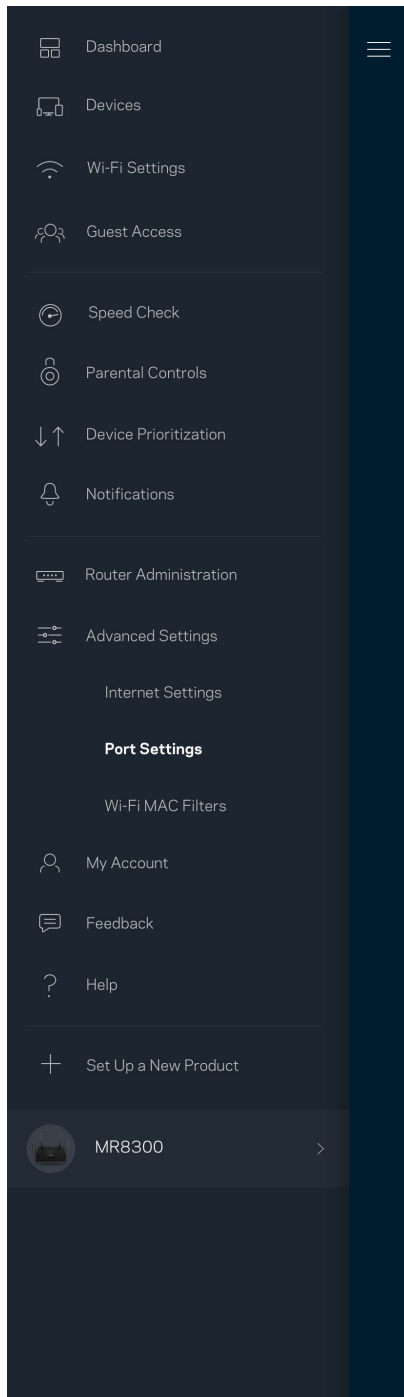 Dashboard
Devices
Wi-Fi Settings
Guest Access
Speed Check
Parental Controls
Device Prioritization
Notifications
Router Administration
Advanced Settings
Internet Settings
Port Settings
Wi-Fi MAC Filters
My Account
Feedback
Help
Set Up a New Product
MR8300